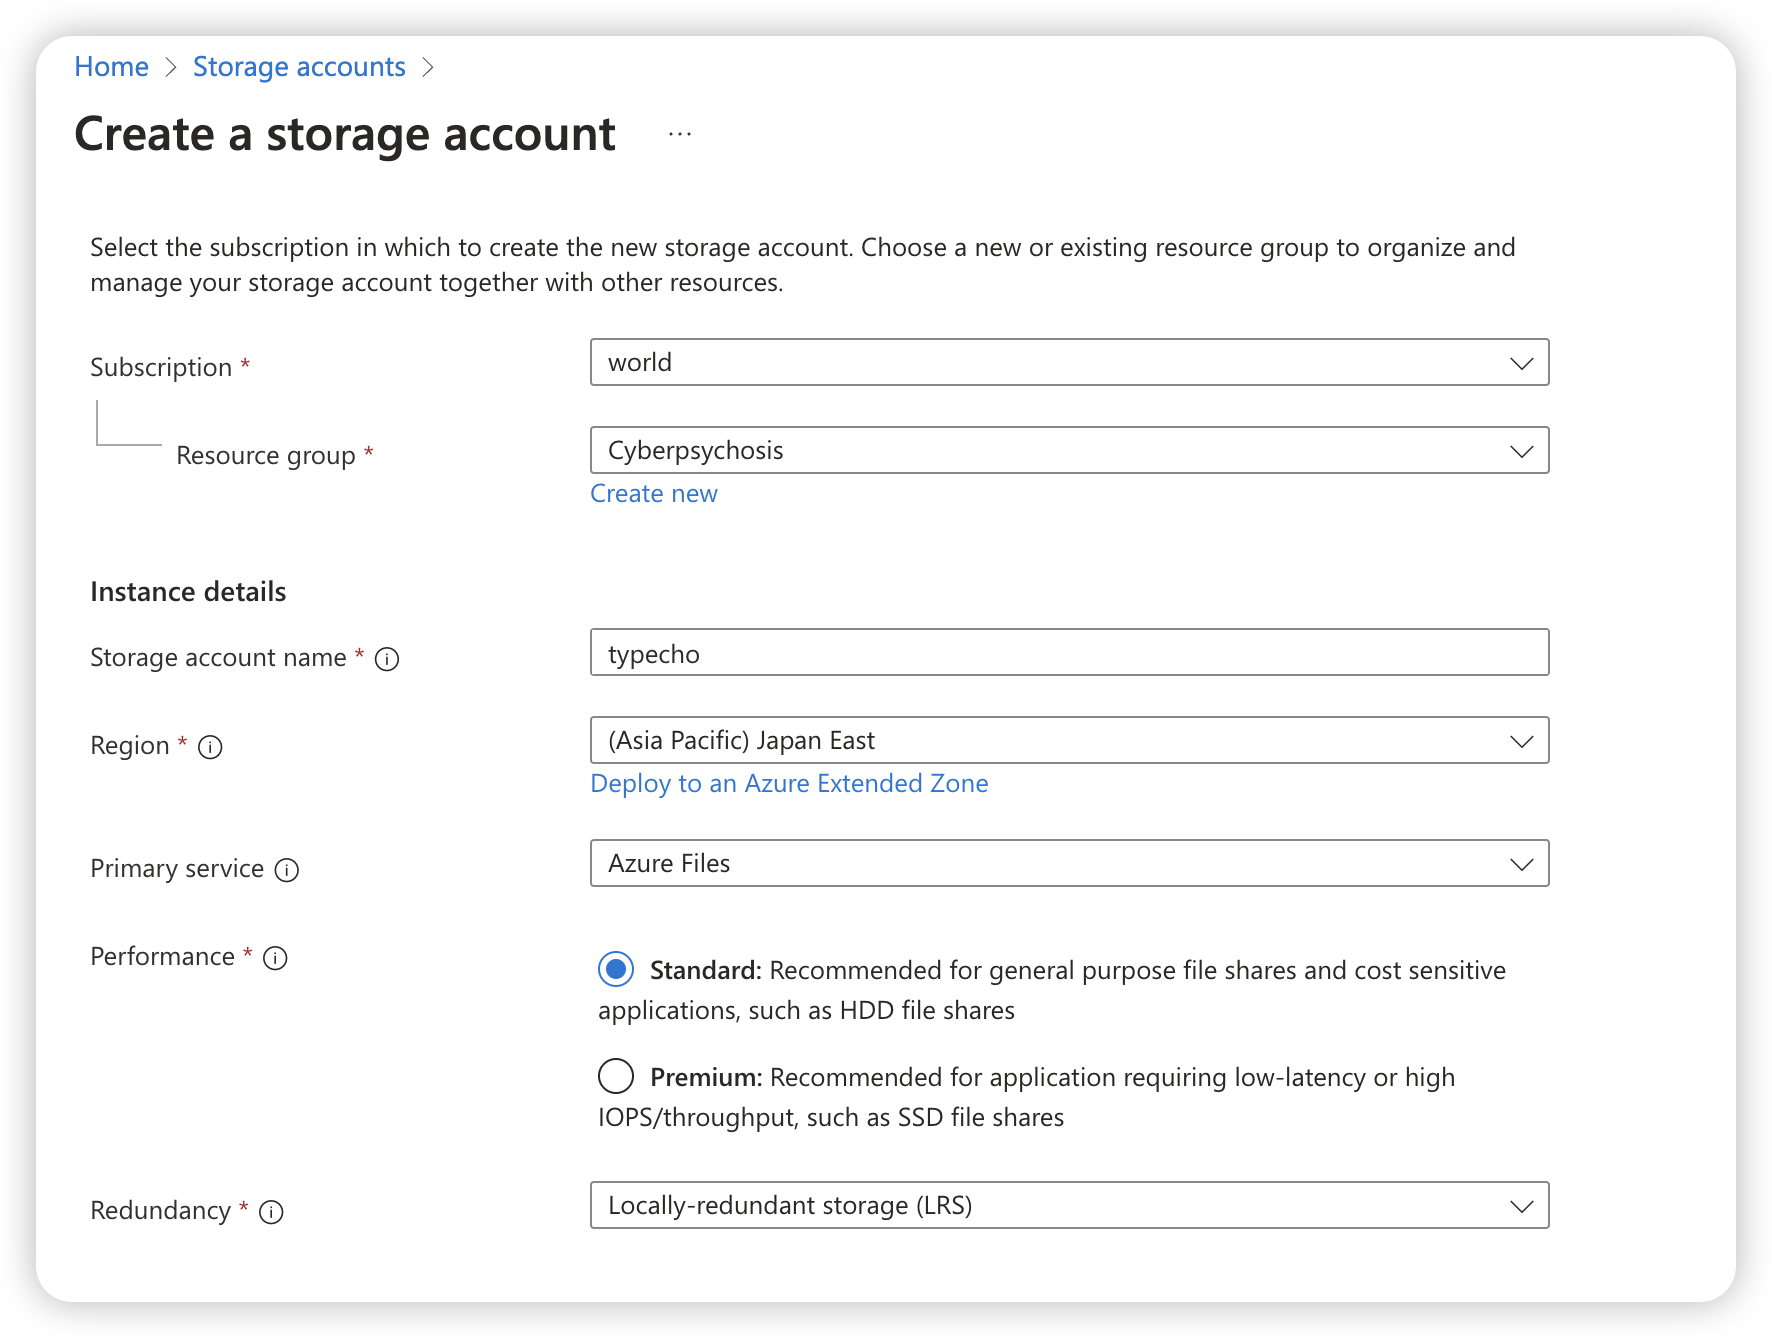 Home > Storage accounts >
Create a storage account ...
Select the subscription in which to create the new storage account. Choose a new or existing resource group to organize and
manage your storage account together with other resources.
Subscription * world
Resource group * Cyberpsychosis
Create new
Instance details
Storage account name * typecho
Region * (Asia Pacific) Japan East
Deploy to an Azure Extended Zone
Primary service Azure Files
Performance * Standard: Recommended for general purpose file shares and cost sensitive
applications, such as HDD file shares
Premium: Recommended for application requiring low-latency or high
IOPS/throughput, such as SSD file shares
Redundancy * Locally-redundant storage (LRS)